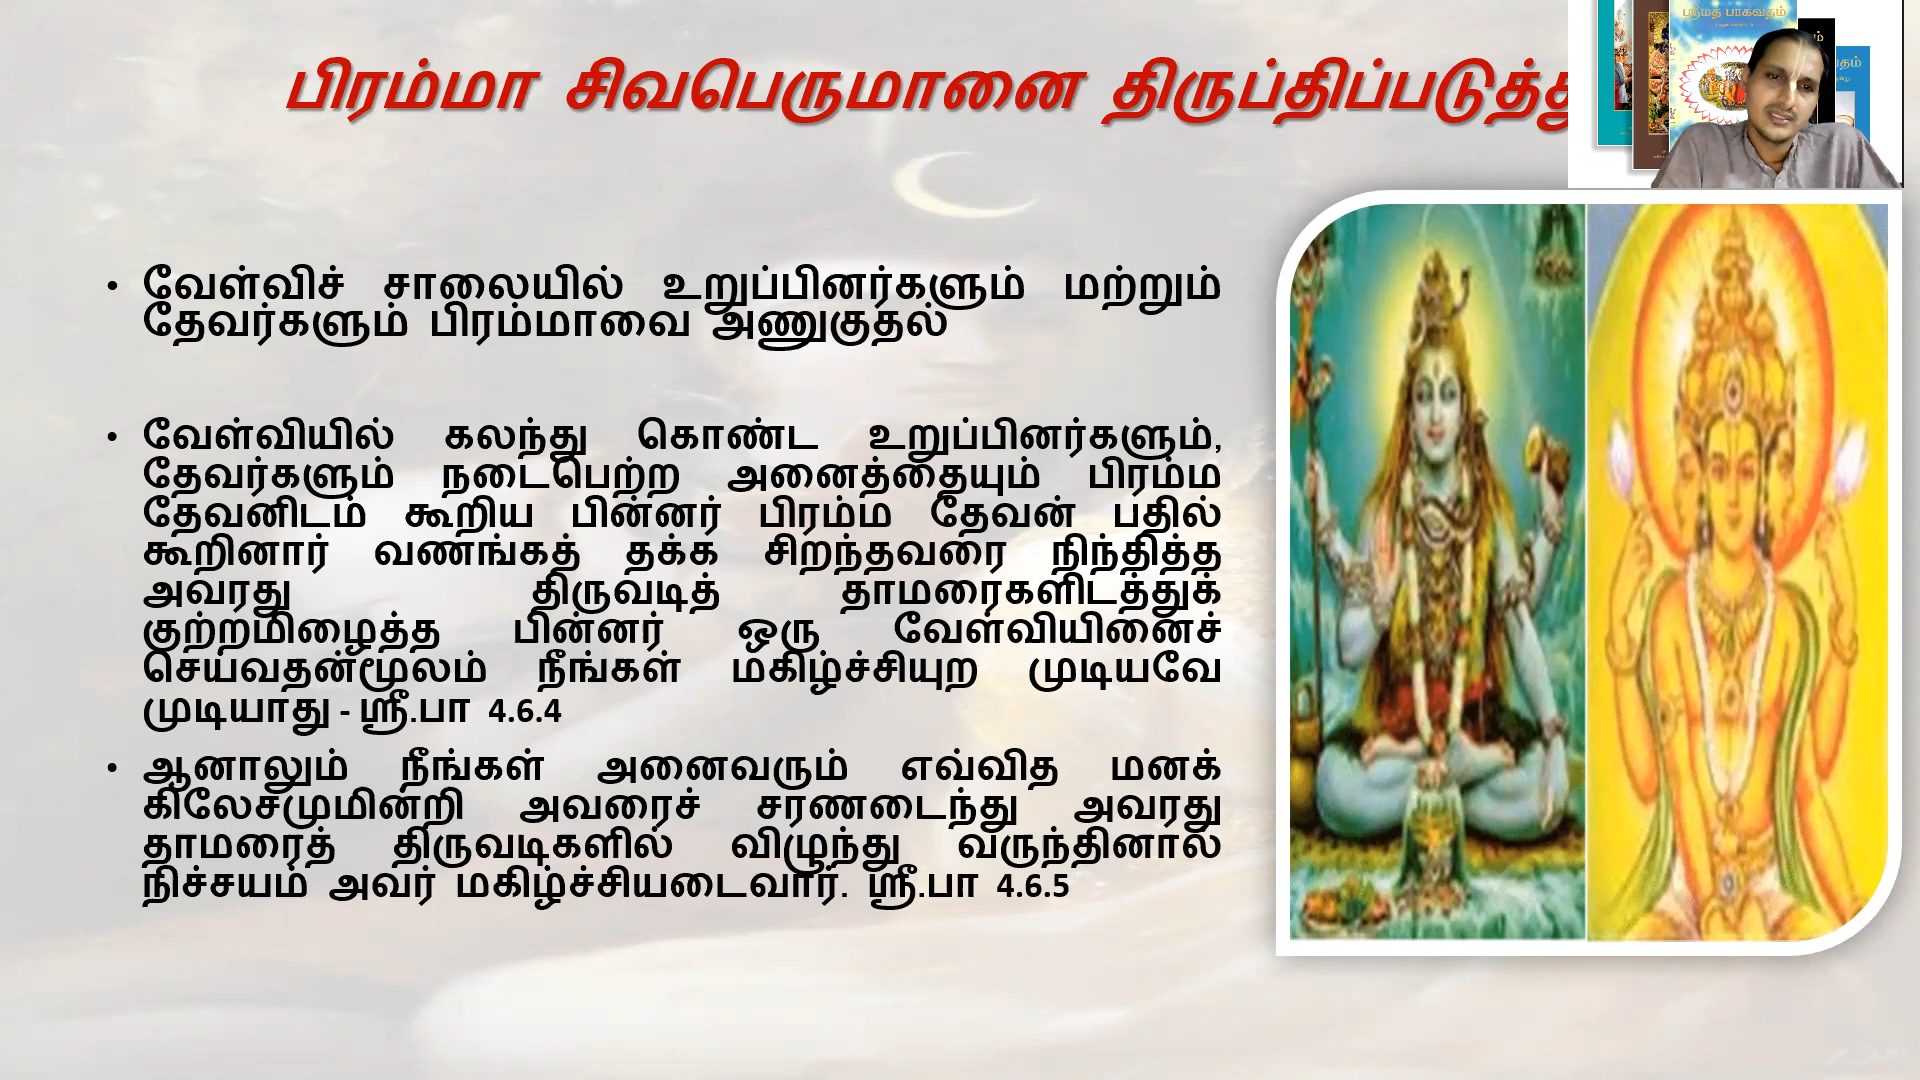 பிரம்மா சிவபெருமானை
ஸ்ரீமத் பாகவதம்
• வேள்விச் சாலையில் உறுப்பினர்களும் மற்றும்
தேவர்களும் பிரம்மாவை அணுகுதல்
• வேள்வியில் கலந்து கொண்ட உறுப்பினர்களும்,
தேவர்களும் நடைபெற்ற அனைத்தையும் பிரம்ம
தேவனிடம் கூறிய பின்னர் பிரம்ம தேவன் பதில்
கூறினார் வணங்கத் தக்க சிறந்தவரை நிந்தித்த
அவரது திருவடித் தாமரைகளிடத்துக்
குற்றமிழைத்த பின்னர் ஒரு வேள்வியினைச்
செய்வதன்மூலம் நீங்கள் மகிழ்ச்சியுற முடியவே
முடியாது - ஸ்ரீ.பா 4.6.4
• ஆனாலும் நீங்கள் அனைவரும் எவ்வித மனக்
கிலேசமுமின்றி அவரைச் சரணடைந்து அவரது
தாமரைத் திருவடிகளில் விழுந்து வருந்தினால்
நிச்சயம் அவர் மகிழ்ச்சியடைவார். ஸ்ரீ.பா 4.6.5